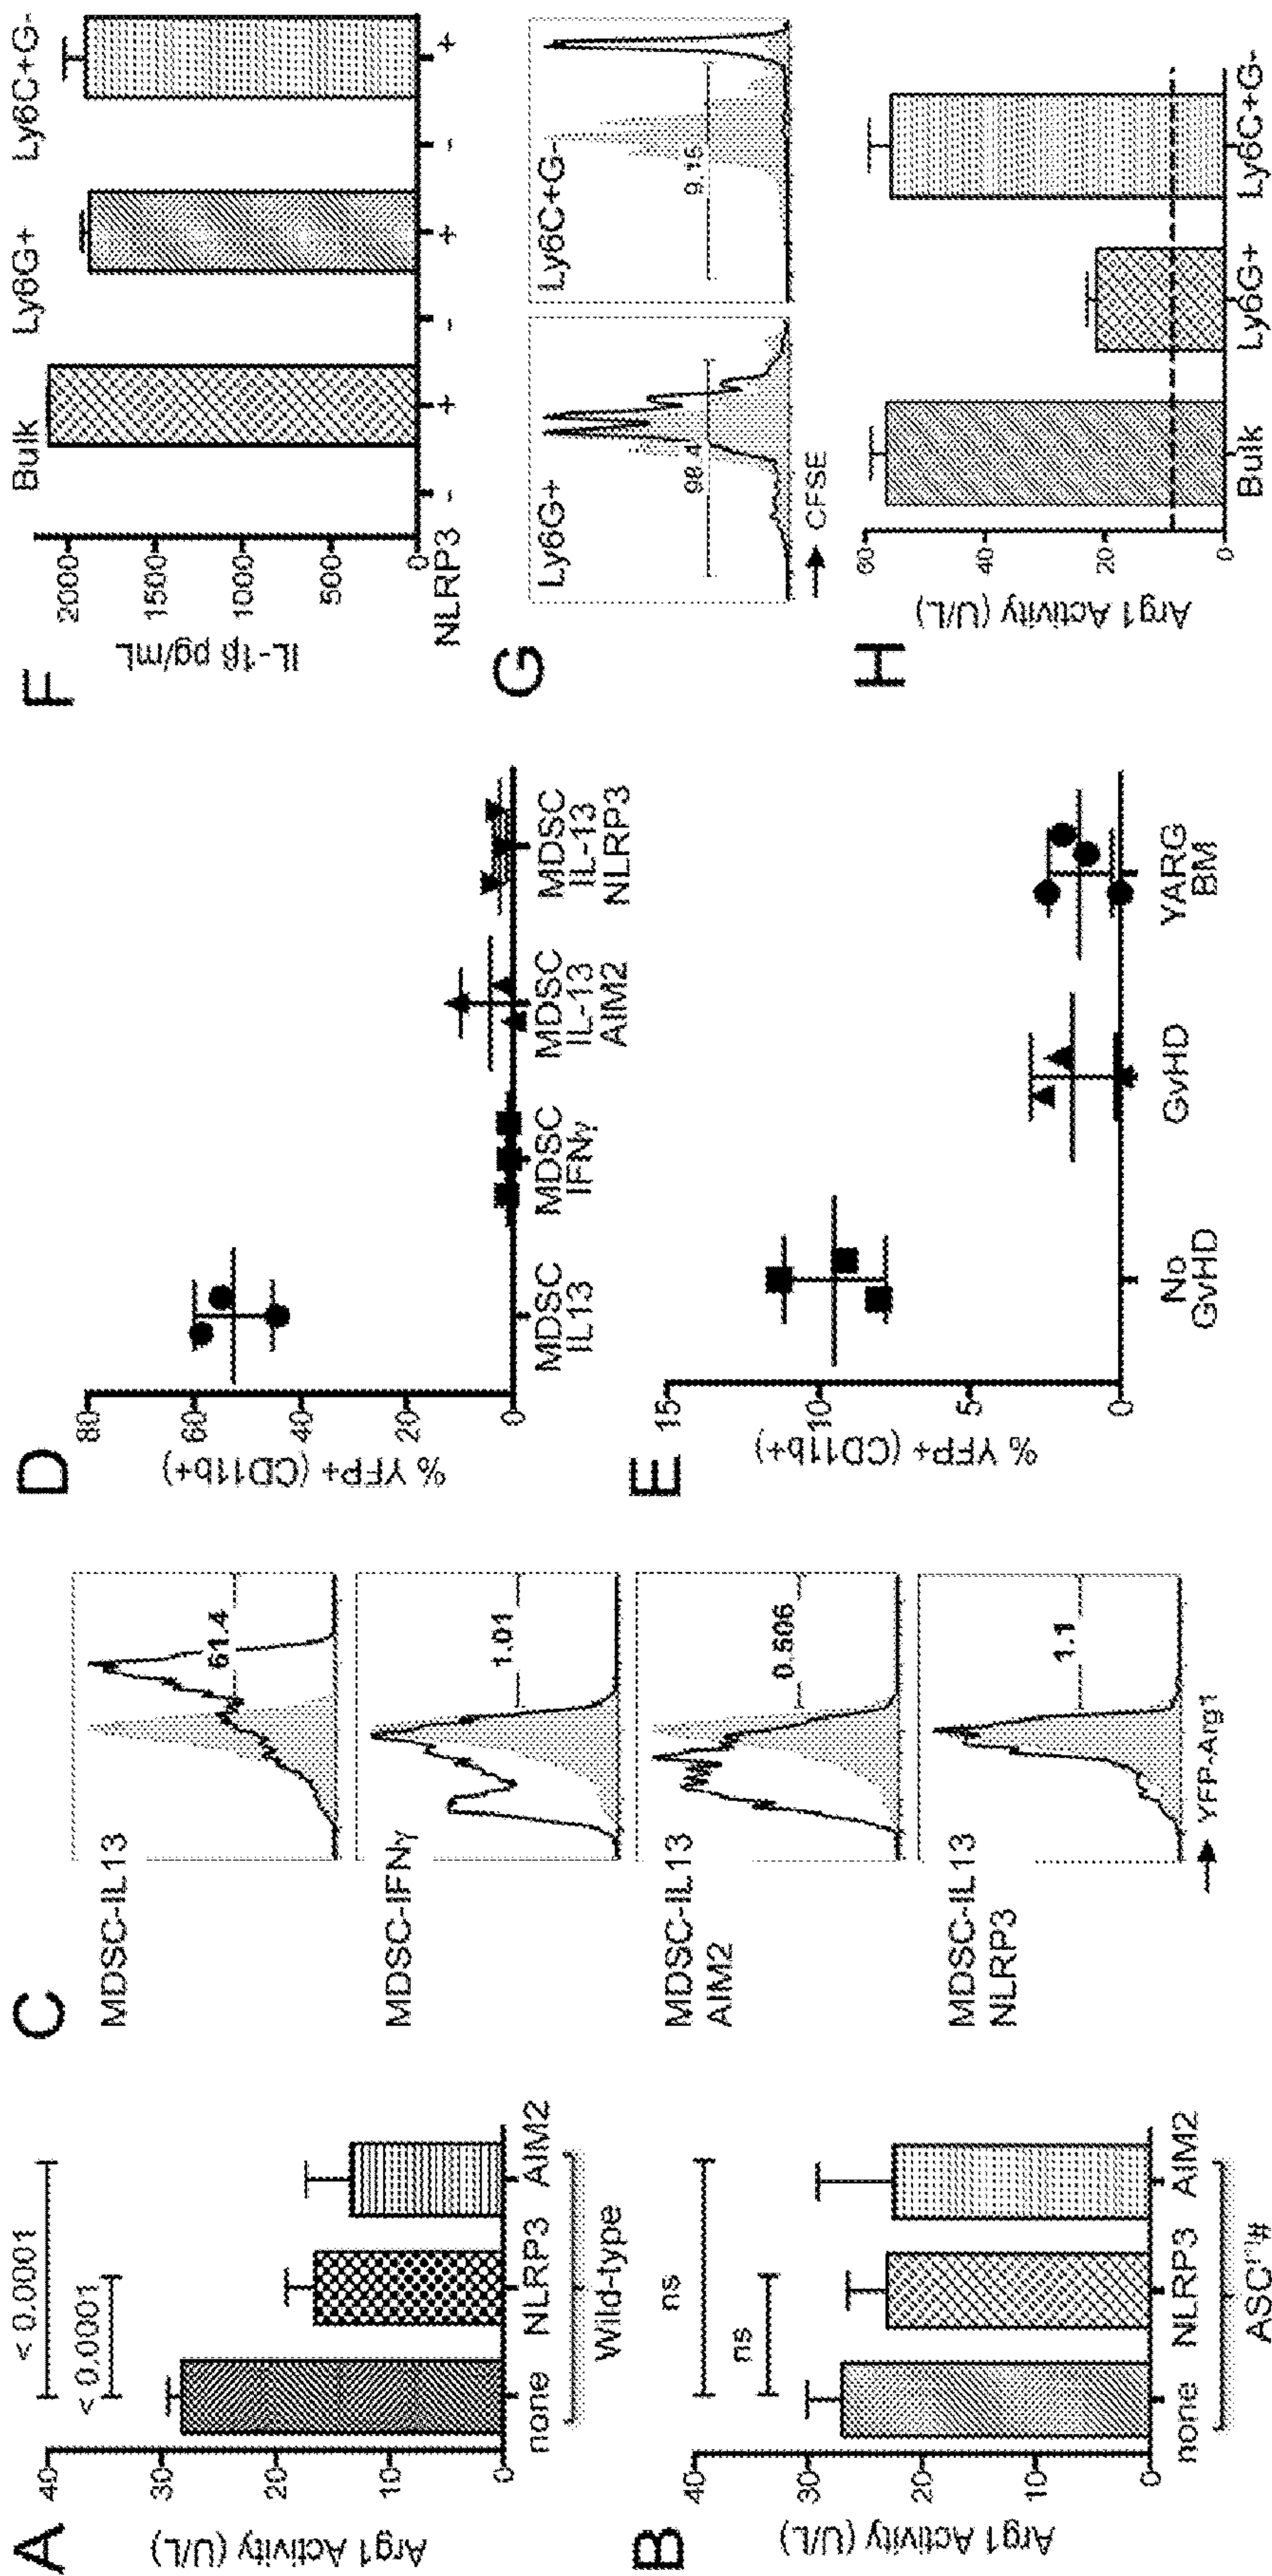 A
Arg1 Activity (U/L)
40
30
20
10
0
< 0.0001
< 0.0001
none
NLRP3
AIM2
Wild-type
B
Arg1 Activity (U/L)
40
30
20
10
0
ns
ns
none
NLRP3
AIM2
C
MDSC-IL13
61.4
MDSC-IFNγ
1.01
MDSC-IL13
AIM2
0.506
MDSC-IL13
NLRP3
1.1
YFP-Arg1
D
% YFP+ (CD11b+)
80
60
40
20
0
MDSC
IL13
MDSC
IFNγ
MDSC
IL-13
AIM2
MDSC
IL-13
NLRP3
E
% YFP+ (CD11b+)
15
10
5
0
No
GvHD
GvHD
YARG
BM
F
IL-1β pg/mL
2000
1500
1000
500
0
Bulk
Ly6G+
Ly6C+G-
NLRP3 - + - + - +
G
Ly6G+
98.4
Ly6C+G-
9.15
CFSE
H
Arg1 Activity (U/L)
60
40
20
0
Bulk
Ly6G+
Ly6C+G-